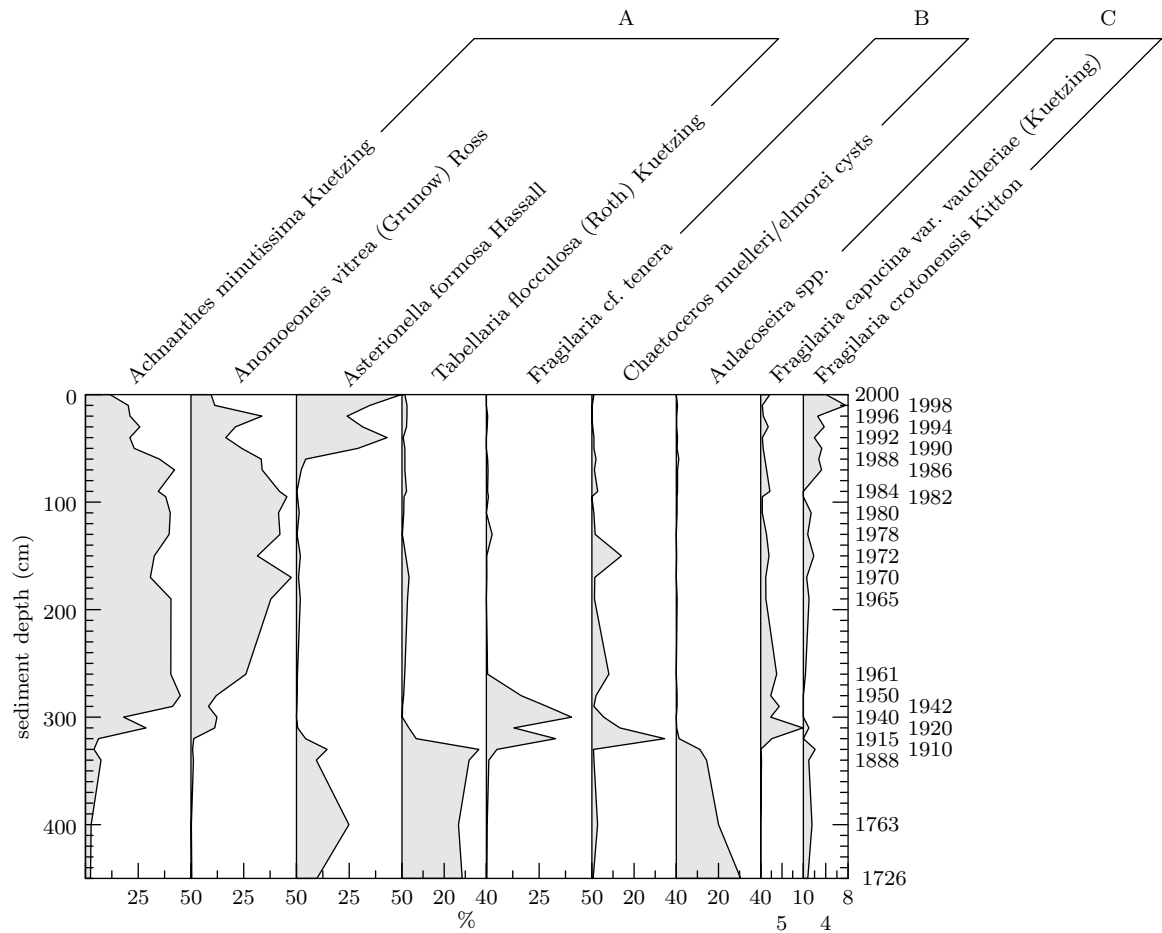 A
B
C
Achnanthes minutissima Kuetzing
Anomoeoneis vitrea (Grunow) Ross
Asterionella formosa Hassall
Tabellaria flocculosa (Roth) Kuetzing
Fragilaria cf. tenera
Chaetoceros muelleri/elmorei cysts
Aulacoseira spp.
Fragilaria capucina var. vaucheriae (Kuetzing)
Fragilaria crotonensis Kitton
sediment depth (cm)
0
100
200
300
400
2000
1998
1996
1994
1992
1990
1988
1986
1984
1982
1980
1978
1972
1970
1965
1961
1950
1942
1940
1920
1915
1910
1888
1763
1726
25 50 25 50 25 50 20 40 25 50 20 40 10 8
5 4
%